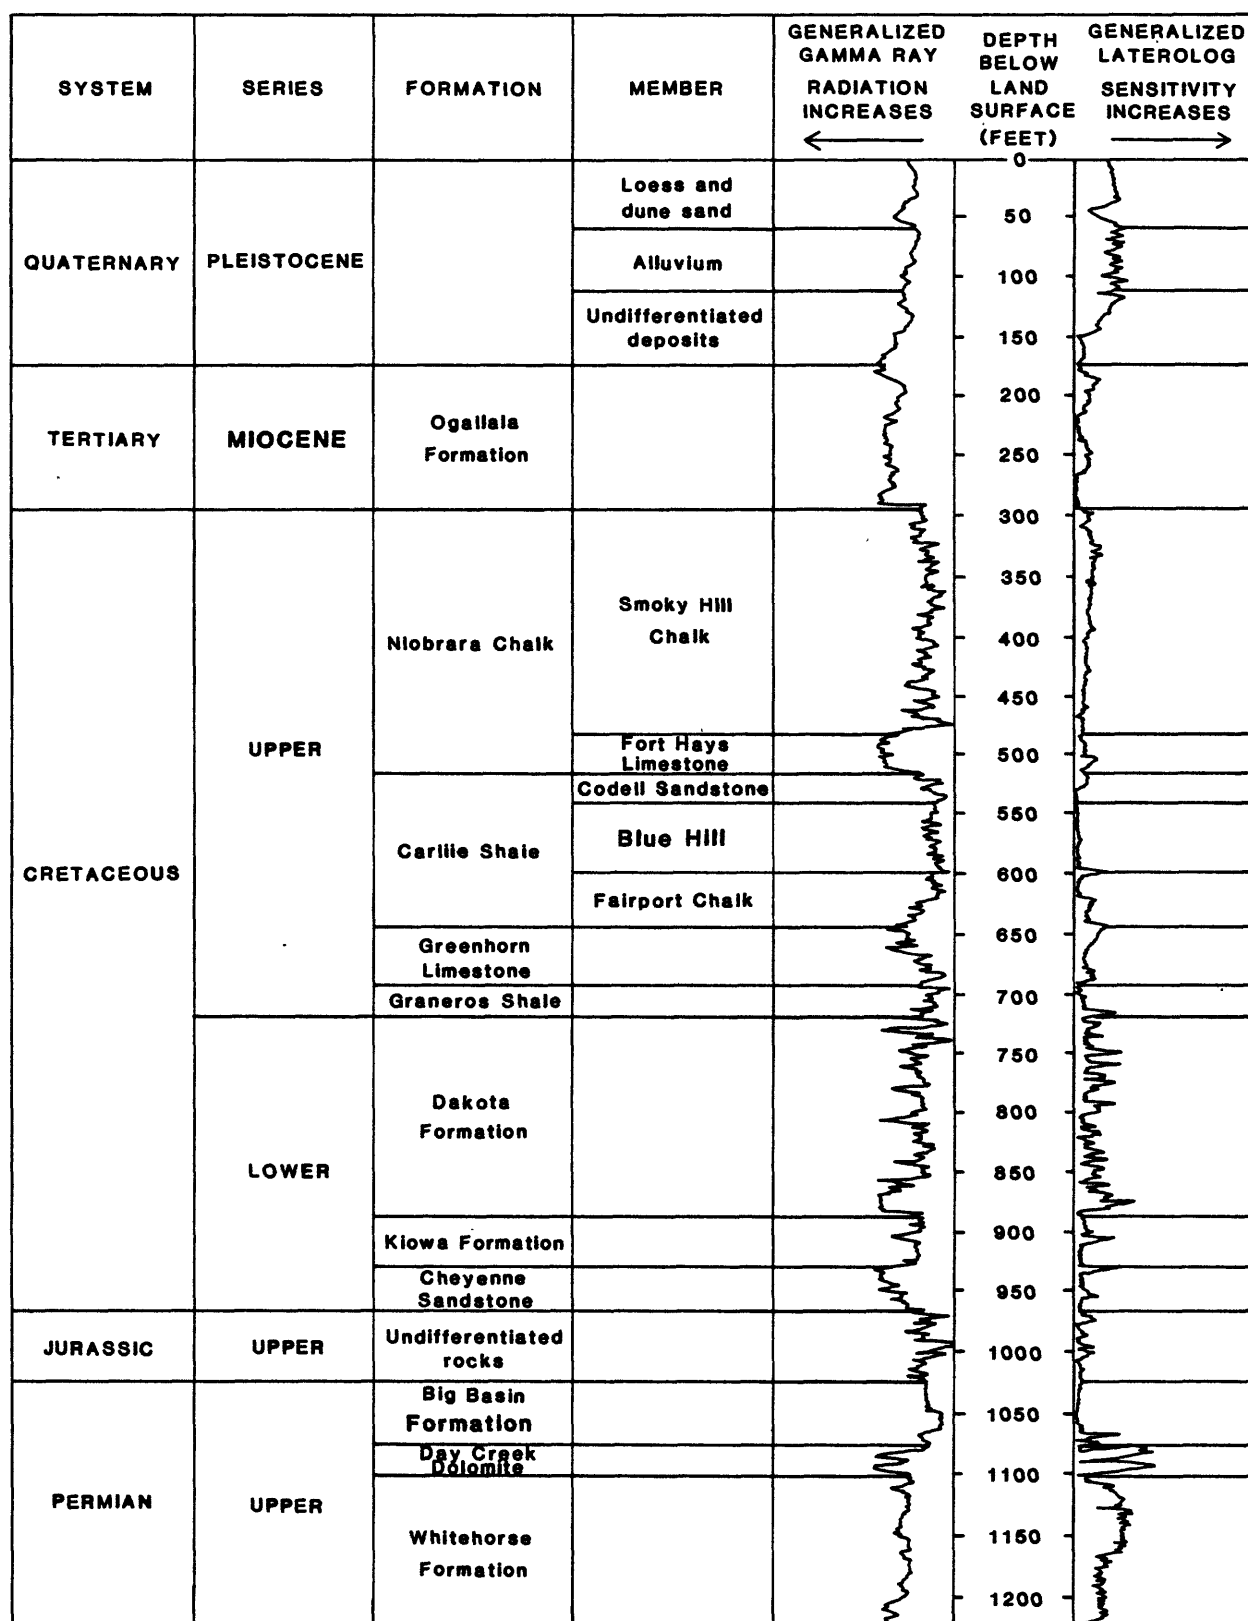 SYSTEM
SERIES
FORMATION
MEMBER
GENERALIZED
GAMMA RAY
RADIATION
INCREASES
DEPTH
BELOW
LAND
SURFACE
(FEET)
GENERALIZED
LATEROLOG
SENSITIVITY
INCREASES
QUATERNARY
PLEISTOCENE
Loess and
dune sand
Alluvium
Undifferentiated
deposits
TERTIARY
MIOCENE
Ogallala
Formation
CRETACEOUS
UPPER
Niobrara Chalk
Smoky Hill
Chalk
Fort Hays
Limestone
Carlile Shale
Codell Sandstone
Blue Hill
Fairport Chalk
Greenhorn
Limestone
Graneros Shale
LOWER
Dakota
Formation
Kiowa Formation
Cheyenne
Sandstone
JURASSIC
UPPER
Undifferentiated
rocks
PERMIAN
UPPER
Big Basin
Formation
Day Creek
Dolomite
Whitehorse
Formation
0
50
100
150
200
250
300
350
400
450
500
550
600
650
700
750
800
850
900
950
1000
1050
1100
1150
1200